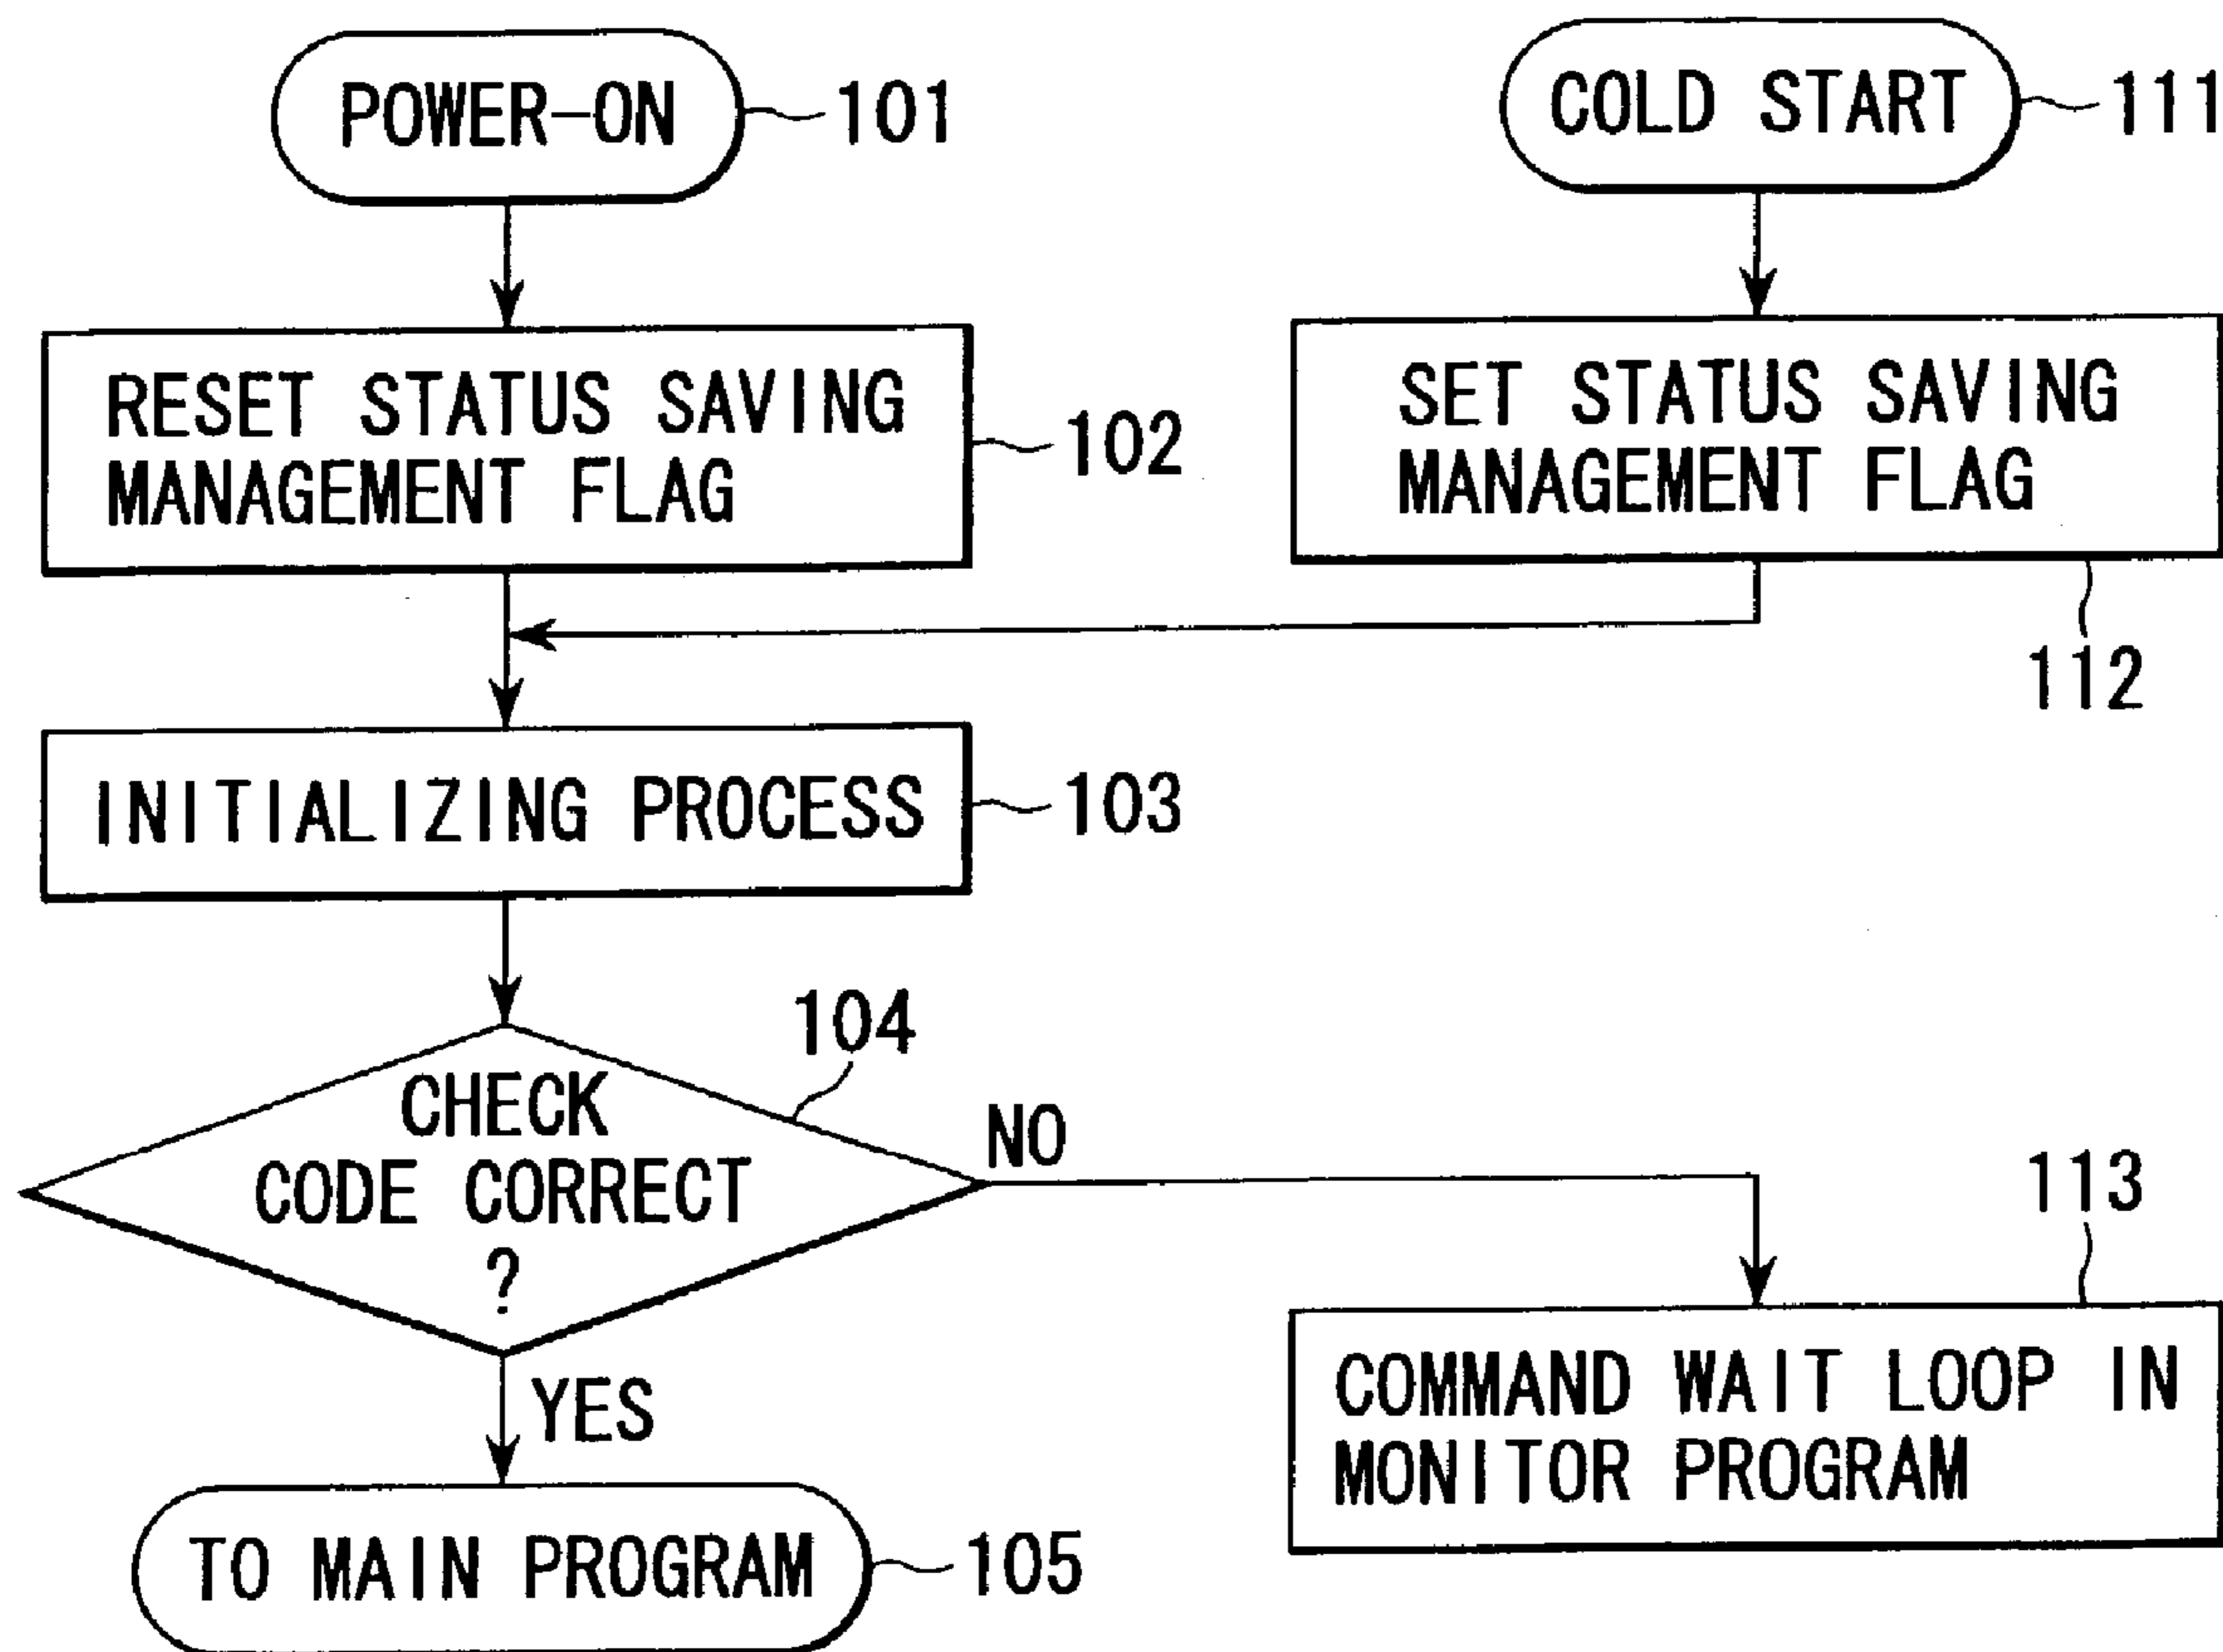 POWER-ON
101
COLD START
111
RESET STATUS SAVING
MANAGEMENT FLAG
102
SET STATUS SAVING
MANAGEMENT FLAG
112
INITIALIZING PROCESS
103
104
CHECK
CODE CORRECT
?
NO
YES
113
COMMAND WAIT LOOP IN
MONITOR PROGRAM
TO MAIN PROGRAM
105